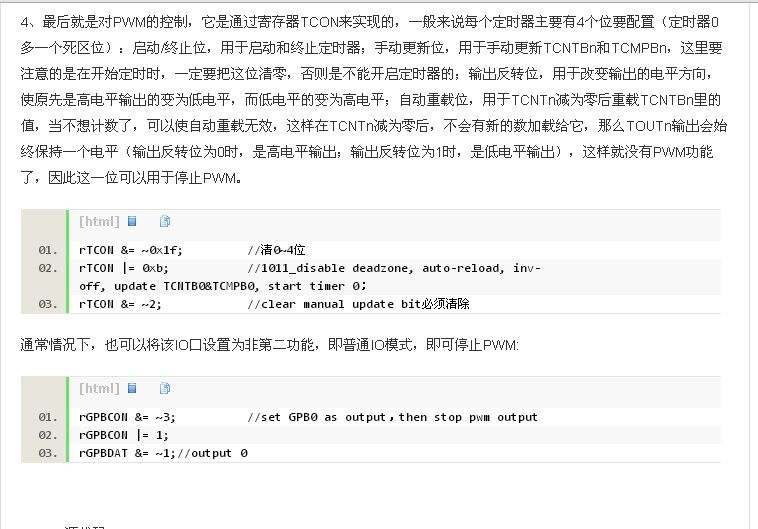 4、最后就是对PWM的控制，它是通过寄存器TCON来实现的，一般来说每个定时器主要有4个位要配置（定时器0
多一个死区位）：启动/终止位，用于启动和终止定时器；手动更新位，用于手动更新TCNTBn和TCMPBn，这里要
注意的是在开始定时时，一定要把这位清零，否则是不能开启定时器的；输出反转位，用于改变输出的电平方向，
使原先是高电平输出的变为低电平，而低电平的变为高电平；自动重载位，用于TCNTn减为零后重载TCNTBn里的
值，当不想计数了，可以使自动重载无效，这样在TCNTn减为零后，不会有新的数加载给它，那么TOUTn输出会始
终保持一个电平（输出反转位为0时，是高电平输出；输出反转位为1时，是低电平输出），这样就没有PWM功能
了，因此这一位可以用于停止PWM。
[html]
01. rTCON &= ~0x1f; //清0~4位
02. rTCON |= 0xb; //1011_disable deadzone, auto-reload, inv-
off, update TCNTB0&TCMPB0, start timer 0;
03. rTCON &= ~2; //clear manual update bit必须清除
通常情况下，也可以将该IO口设置为非第二功能，即普通IO模式，即可停止PWM:
[html]
01. rGPBCON &= ~3; //set GPB0 as output，then stop pwm output
02. rGPBCON |= 1;
03. rGPBDAT &= ~1;//output 0